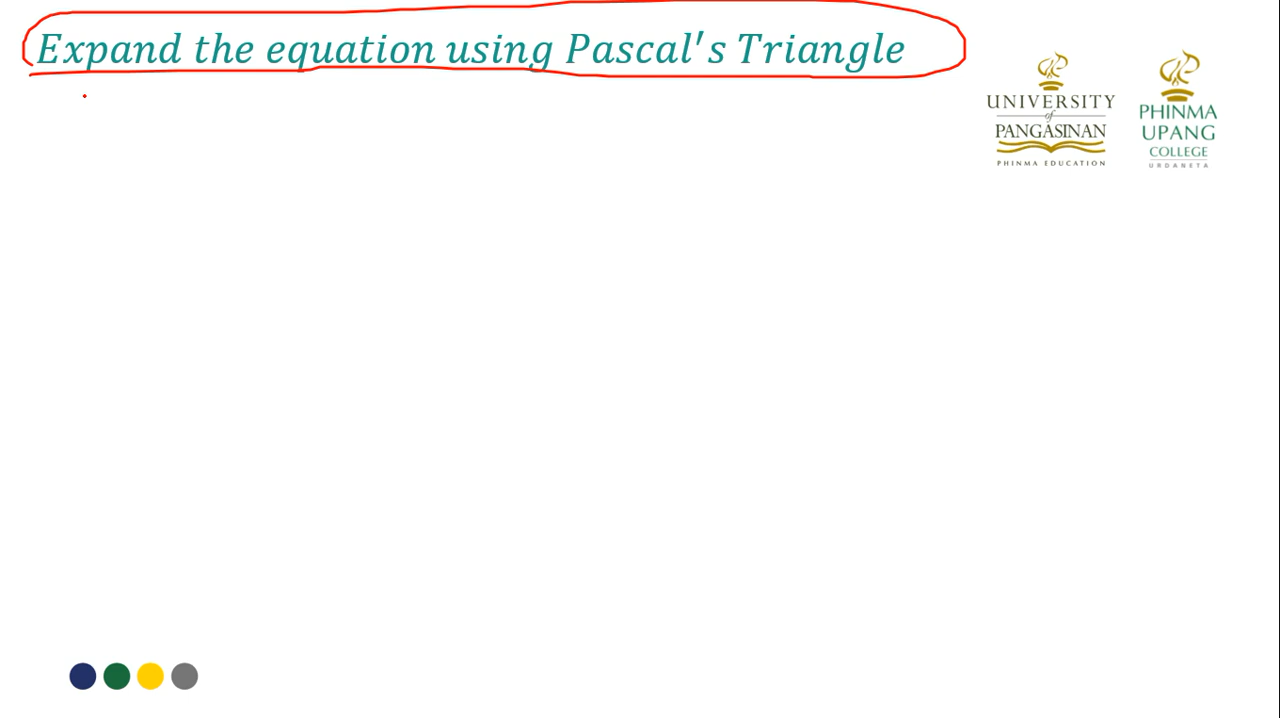 Expand the equation using Pascal's Triangle
UNIVERSITY
of
PANGASINAN
PHINMA EDUCATION
PHINMA
UPANG
COLLEGE
URDANETA